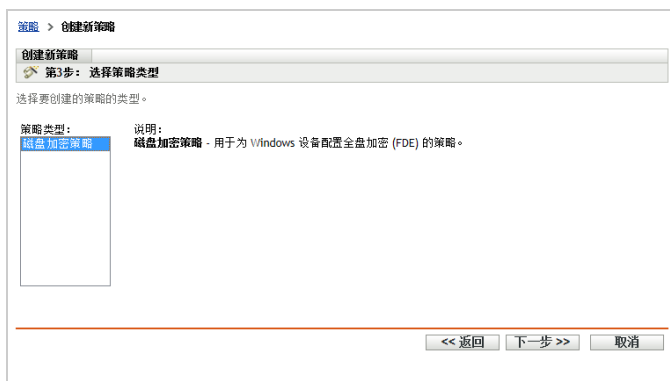 策略 > 创建新策略
创建新策略
第3步：选择策略类型
选择要创建的策略的类型。
策略类型：
磁盘加密策略
说明：
磁盘加密策略 - 用于为 Windows 设备配置全盘加密 (FDE) 的策略。
<< 返回 下一步 >> 取消